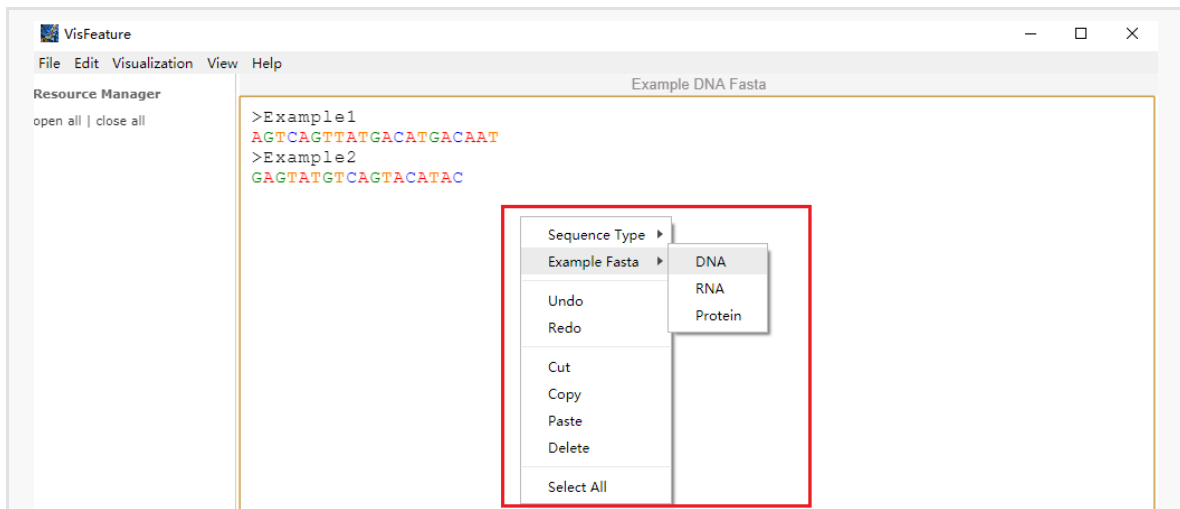 VisFeature
File Edit Visualization View Help
Resource Manager
open all | close all
Example DNA Fasta
>Example1
AGTCAGTTATGACATGACAAT
>Example2
GAGTATGTCAGTACATAC
Sequence Type
Example Fasta
DNA
RNA
Protein
Undo
Redo
Cut
Copy
Paste
Delete
Select All